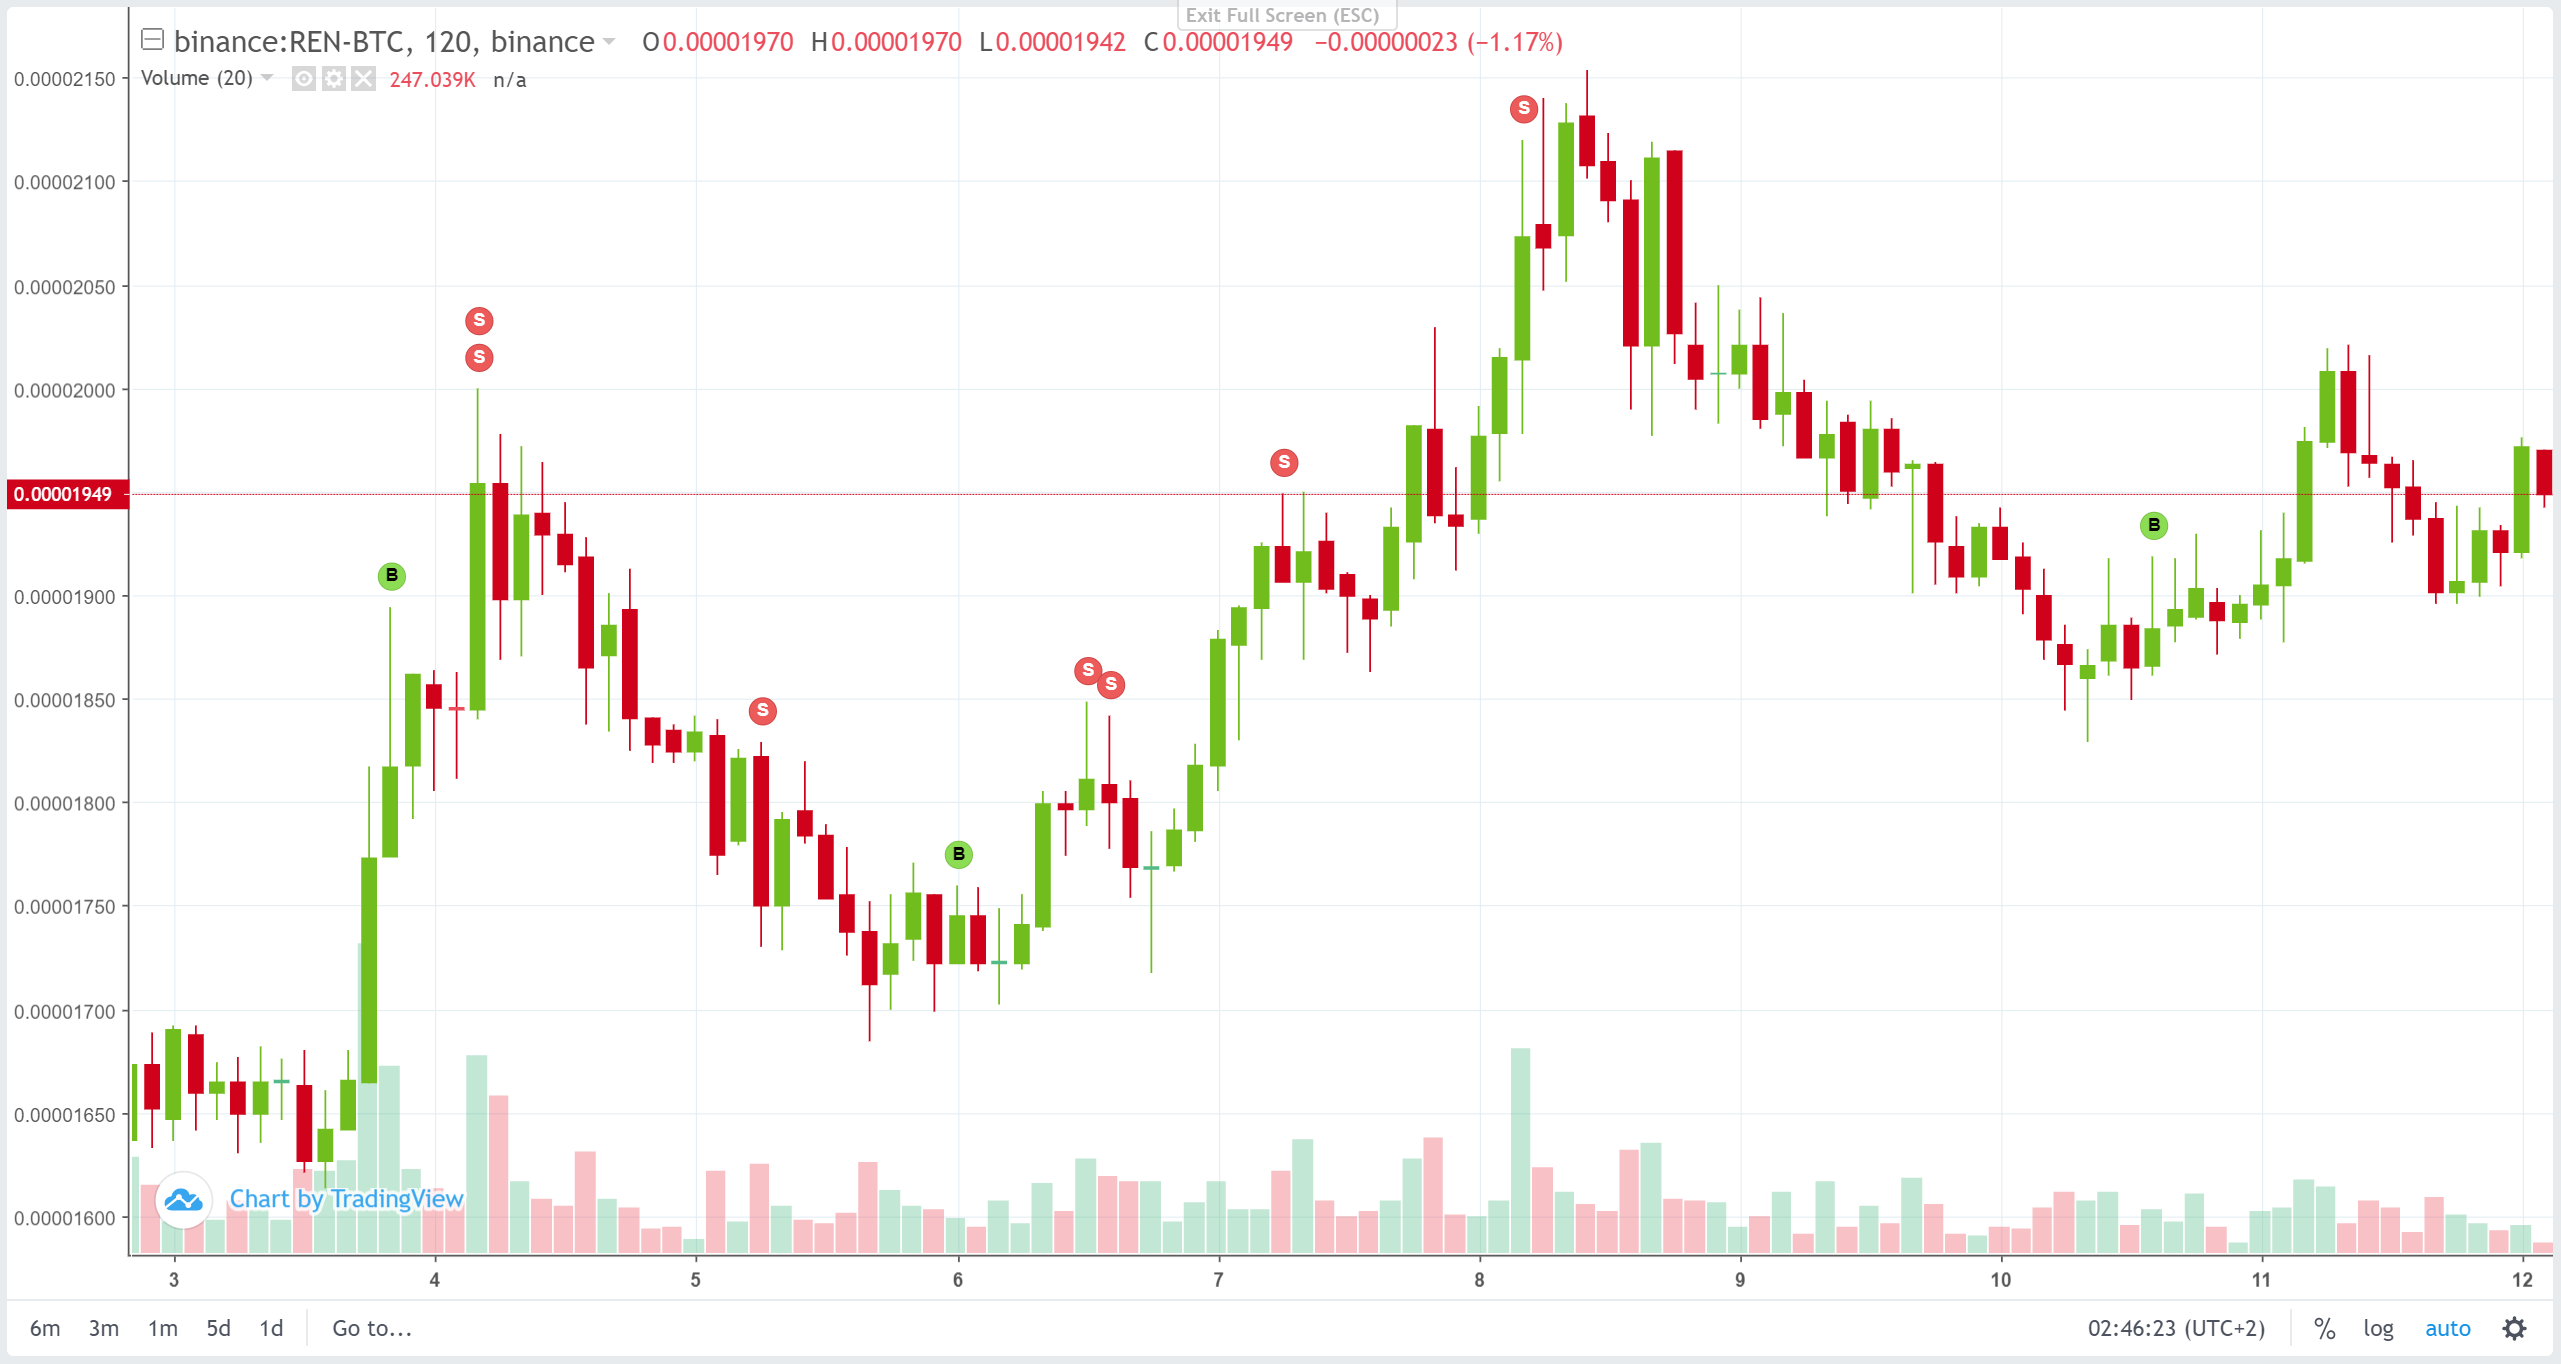 Exit Full Screen (ESC)
binance:REN-BTC, 120, binance O0.00001970 H0.00001970 L0.00001942 C0.00001949 −0.00000023 (−1.17%)
Volume (20) 247.039K n/a
0.00002150
S
0.00002100
0.00002050
S
S
0.00002000
S
0.00001949
B
B
0.00001900
S
S
0.00001850
S
B
0.00001800
0.00001750
0.00001700
0.00001650
Chart by TradingView
0.00001600
3 4 5 6 7 8 9 10 11 12
6m 3m 1m 5d 1d Go to... 02:46:23 (UTC+2) % log auto